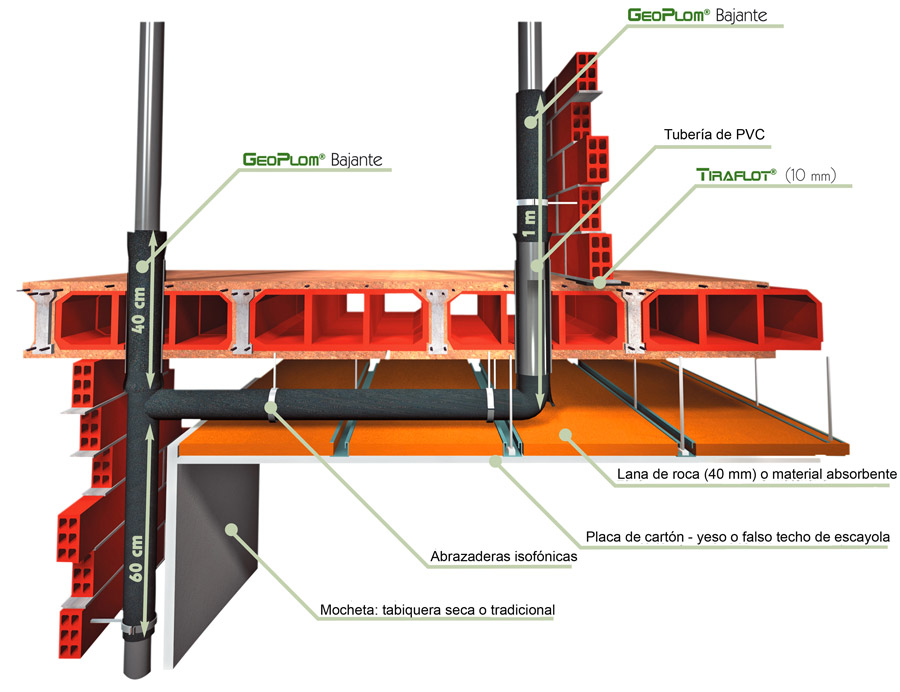 GEOPLOM® Bajante
Tubería de PVC
GEOPLOM® Bajante
TIRAFLOT® (10 mm)
1 m
40 cm
Lana de roca (40 mm) o material absorbente
Placa de cartón - yeso o falso techo de escayola
Abrazaderas isofónicas
60 cm
Mocheta: tabiquera seca o tradicional